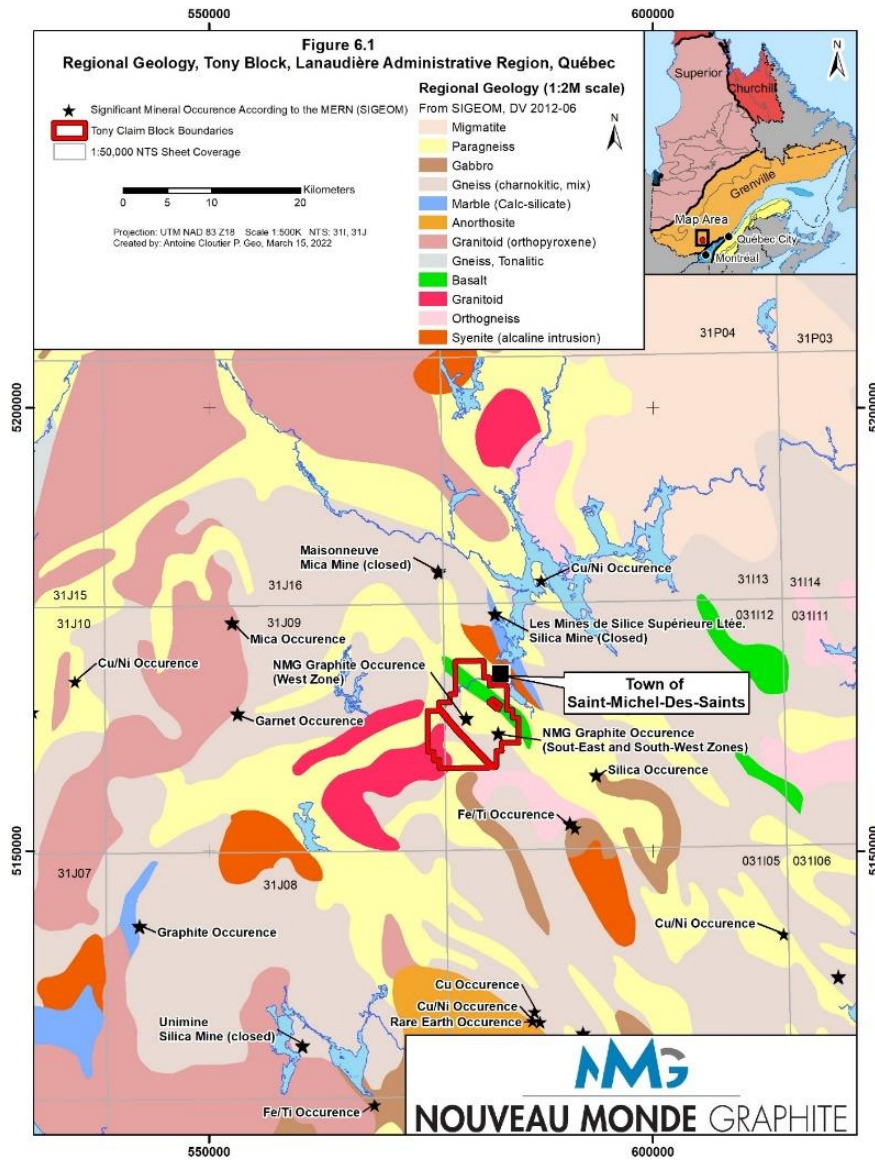 550000
600000
Figure 6.1
Regional Geology, Tony Block, Lanaudière Administrative Region, Québec
Significant Mineral Occurence According to the MERN (SIGEOM)
Tony Claim Block Boundaries
1:50,000 NTS Sheet Coverage
Kilometers
0 5 10 20
Projection: UTM NAD 83 Z18 Scale 1:500K NTS: 31I, 31J
Created by: Antoine Cloutier P. Geo, March 15, 2022
Regional Geology (1:2M scale)
From SIGEOM, DV 2012-06
N
Migmatite
Paragneiss
Gabbro
Gneiss (charnokitic, mix)
Marble (Calc-silicate)
Anorthosite
Granitoid (orthopyroxene)
Gneiss, Tonalitic
Basalt
Granitoid
Orthogneiss
Syenite (alcaline intrusion)
N
Superior
Churchill
Grenville
Map Area
Québec City
Montréal
31P04
31P03
5200000
5200000
Maisonneuve
Mica Mine (closed)
Cu/Ni Occurence
31J15
31J16
31I13
31I14
31J10
31J09
031I12
031I11
Mica Occurence
Les Mines de Silice Supérieure Ltée.
Silica Mine (Closed)
Cu/Ni Occurence
NMG Graphite Occurence
(West Zone)
Town of
Saint-Michel-Des-Saints
Garnet Occurence
NMG Graphite Occurence
(Sout-East and South-West Zones)
Silica Occurence
Fe/Ti Occurence
5150000
5150000
31J07
31J08
031I05
031I06
Graphite Occurence
Cu/Ni Occurence
Cu Occurence
Cu/Ni Occurence
Rare Earth Occurence
Unimine
Silica Mine (closed)
Fe/Ti Occurence
NMG
NOUVEAU MONDE GRAPHITE
550000
600000